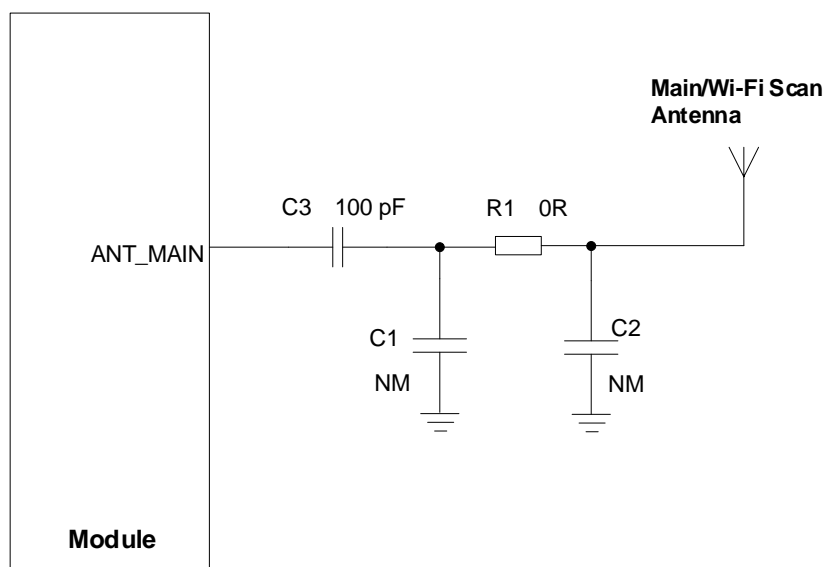 Main/Wi-Fi Scan
Antenna
C3 100 pF
R1 0R
ANT_MAIN
C1
NM
C2
NM
Module